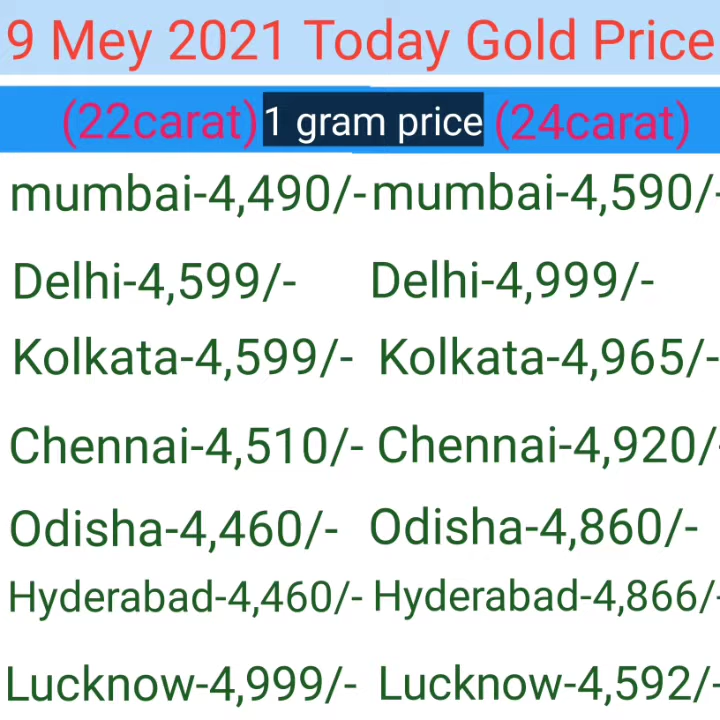 9 Mey 2021 Today Gold Price
(22carat) 1 gram price (24carat)
mumbai-4,490/- mumbai-4,590/-
Delhi-4,599/- Delhi-4,999/-
Kolkata-4,599/- Kolkata-4,965/-
Chennai-4,510/- Chennai-4,920/-
Odisha-4,460/- Odisha-4,860/-
Hyderabad-4,460/- Hyderabad-4,866/-
Lucknow-4,999/- Lucknow-4,592/-